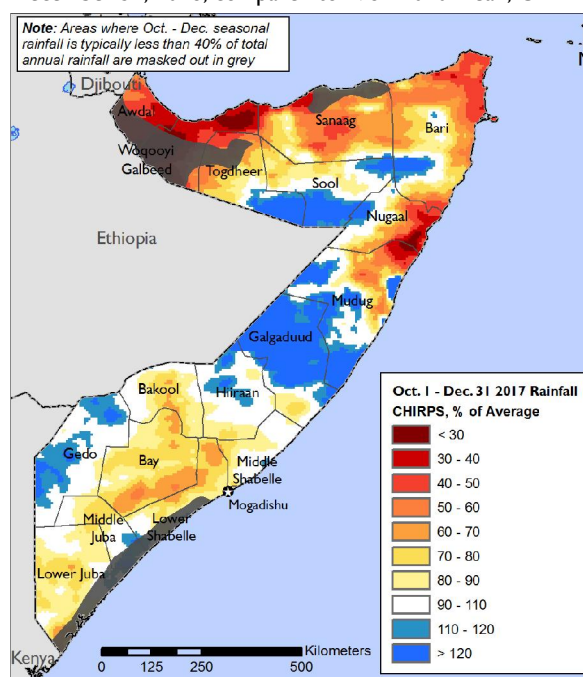 Note: Areas where Oct. - Dec. seasonal
rainfall is typically less than 40% of total
annual rainfall are masked out in grey
N
Djibouti
Awdal
Woqooyi
Galbeed
Togdheer
Sanaag
Bari
Sool
Nugaal
Ethiopia
Mudug
Galgaduud
Bakool
Hiiraan
Gedo
Bay
Middle
Shabelle
Mogadishu
Middle
Juba
Lower
Shabelle
Lower Juba
Kenya
Oct. 1 - Dec. 31 2017 Rainfall
CHIRPS, % of Average
< 30
30 - 40
40 - 50
50 - 60
60 - 70
70 - 80
80 - 90
90 - 110
110 - 120
> 120
Kilometers
0 125 250 500